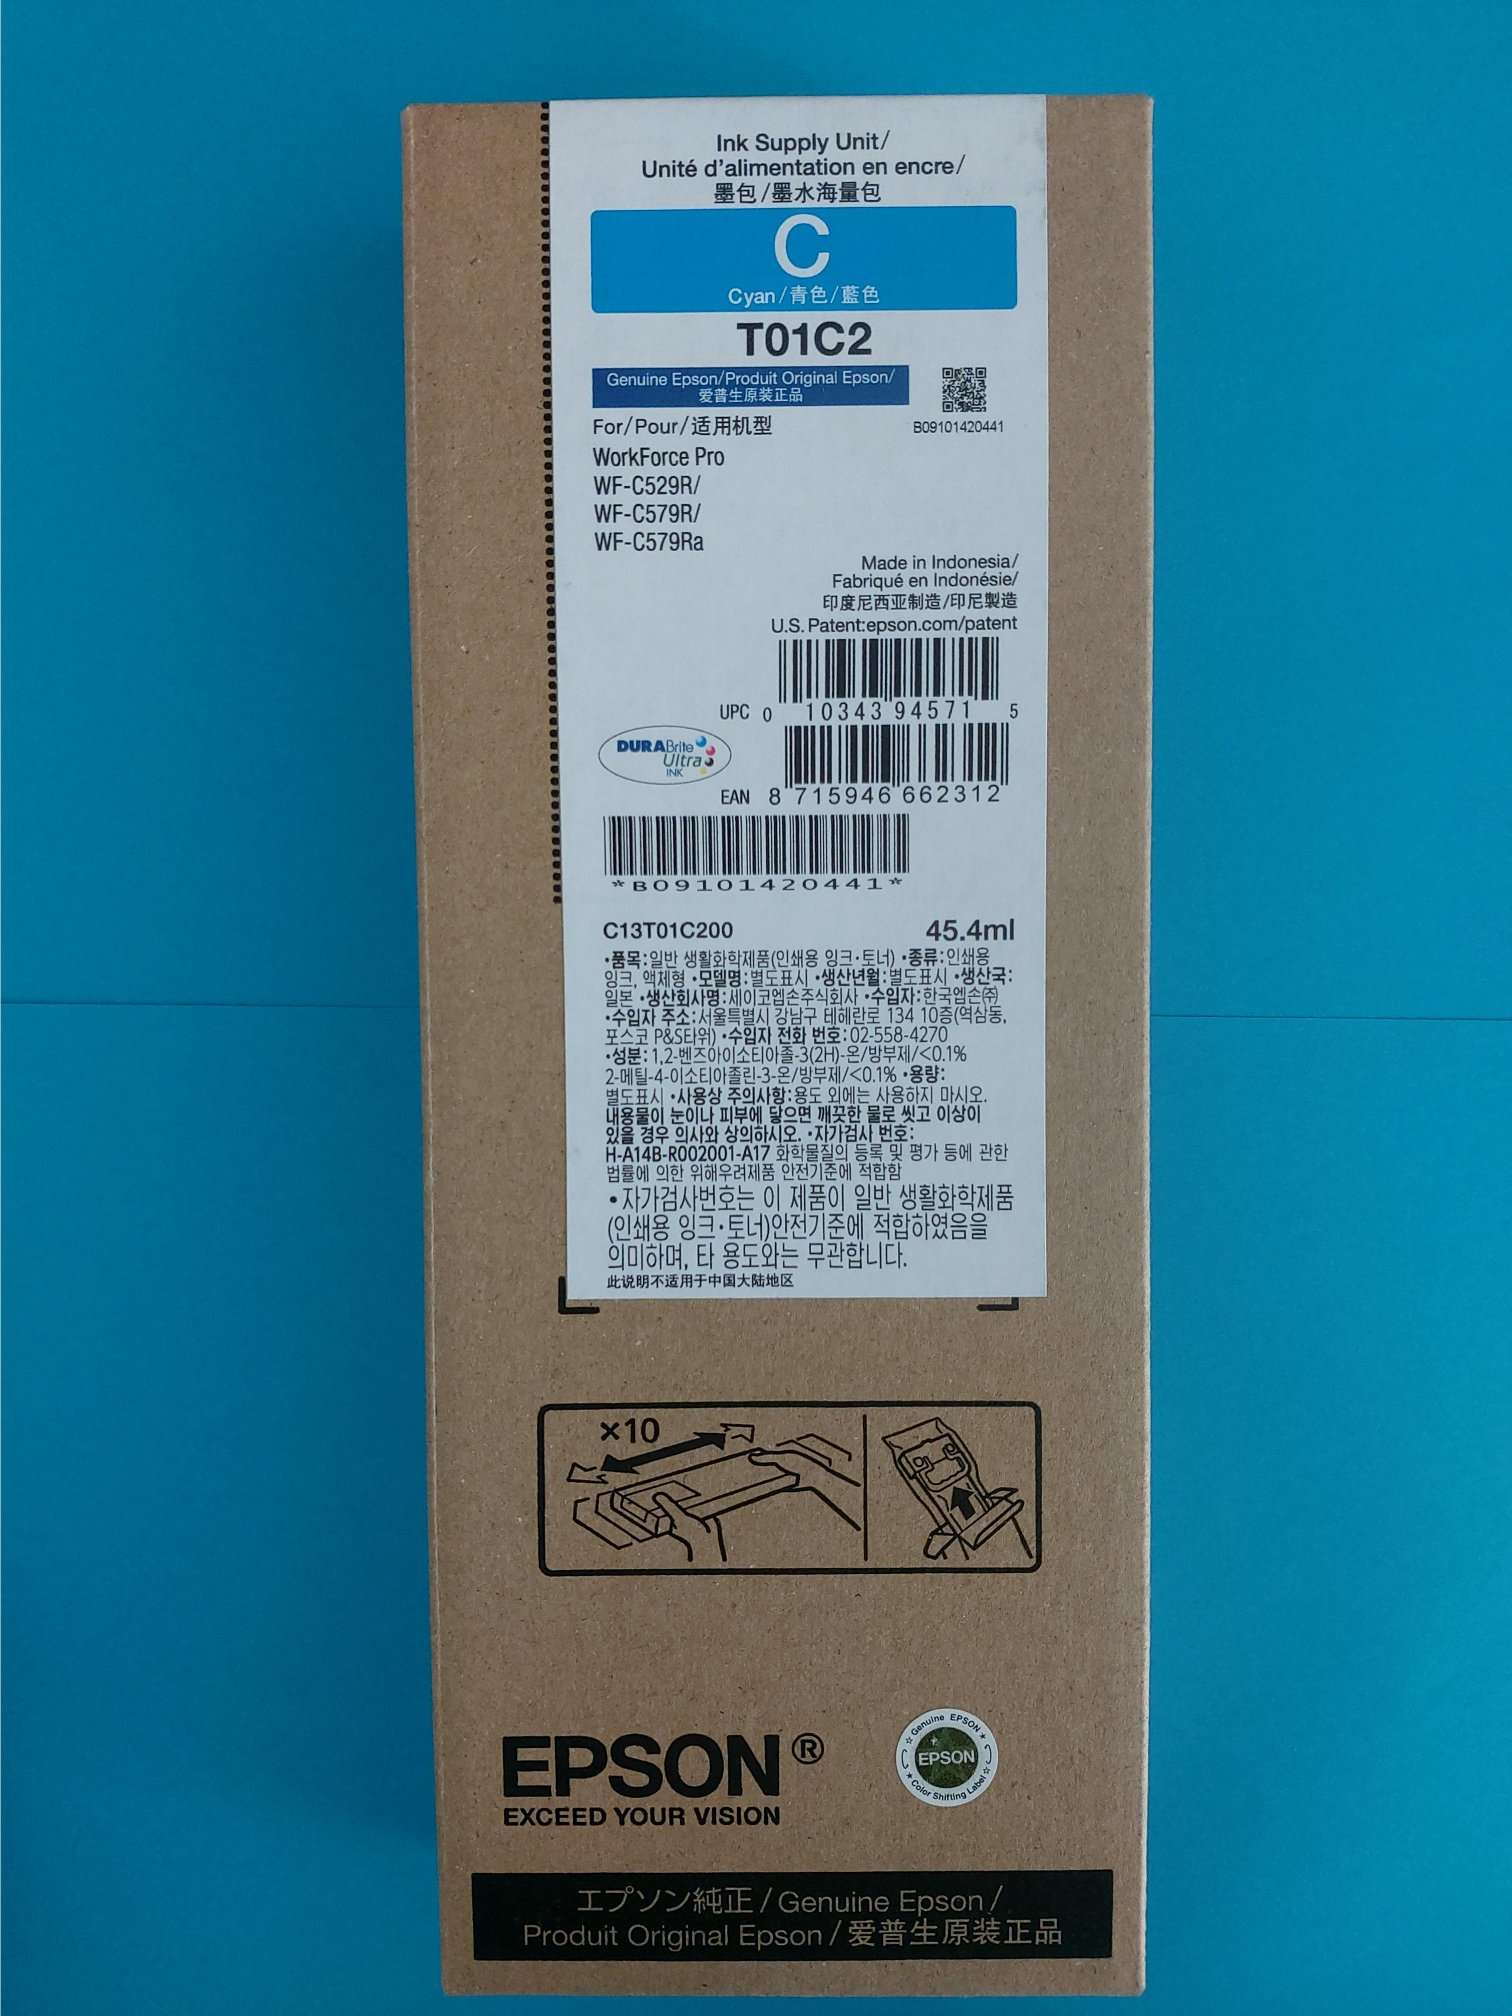 Ink Supply Unit/
Unité d'alimentation en encre/
墨包/墨水海量包
C
Cyan/青色/藍色
T01C2
Genuine Epson/Produit Original Epson/
爱普生原装正品
B09101420441
For/Pour/适用机型
WorkForce Pro
WF-C529R/
WF-C579R/
WF-C579Ra
Made in Indonesia/
Fabriqué en Indonésie/
印度尼西亚制造/印尼製造
U.S. Patent:epson.com/patent
UPC 0 10343 94571 5
DURABrite
Ultra
INK
EAN 8 715946 662312
*B09101420441*
C13T01C200 45.4ml
•품목:일반 생활화학제품(인쇄용 잉크·토너) •종류:인쇄용
잉크, 액체형 •모델명:별도표시 •생산년월:별도표시 •생산국:
일본 •생산회사명:세이코엡손주식회사 •수입자:한국엡손㈜
•수입자 주소:서울특별시 강남구 테헤란로 134 10층(역삼동,
포스코 P&S타워) •수입자 전화 번호:02-558-4270
•성분:1,2-벤즈아이소티아졸-3(2H)-온/방부제/<0.1%
2-메틸-4-이소티아졸린-3-온/방부제/<0.1% •용량:
별도표시 •사용상 주의사항:용도 외에는 사용하지 마시오.
내용물이 눈이나 피부에 닿으면 깨끗한 물로 씻고 이상이
있을 경우 의사와 상의하시오. •자가검사 번호:
H-A14B-R002001-A17 화학물질의 등록 및 평가 등에 관한
법률에 의한 위해우려제품 안전기준에 적합함
•자가검사번호는 이 제품이 일반 생활화학제품
(인쇄용 잉크·토너)안전기준에 적합하였음을
의미하며, 타 용도와는 무관합니다.
此说明不适用于中国大陆地区
×10
EPSON®
EXCEED YOUR VISION
Genuine EPSON
EPSON
Color Shifting Label
エプソン純正/Genuine Epson/
Produit Original Epson/爱普生原装正品